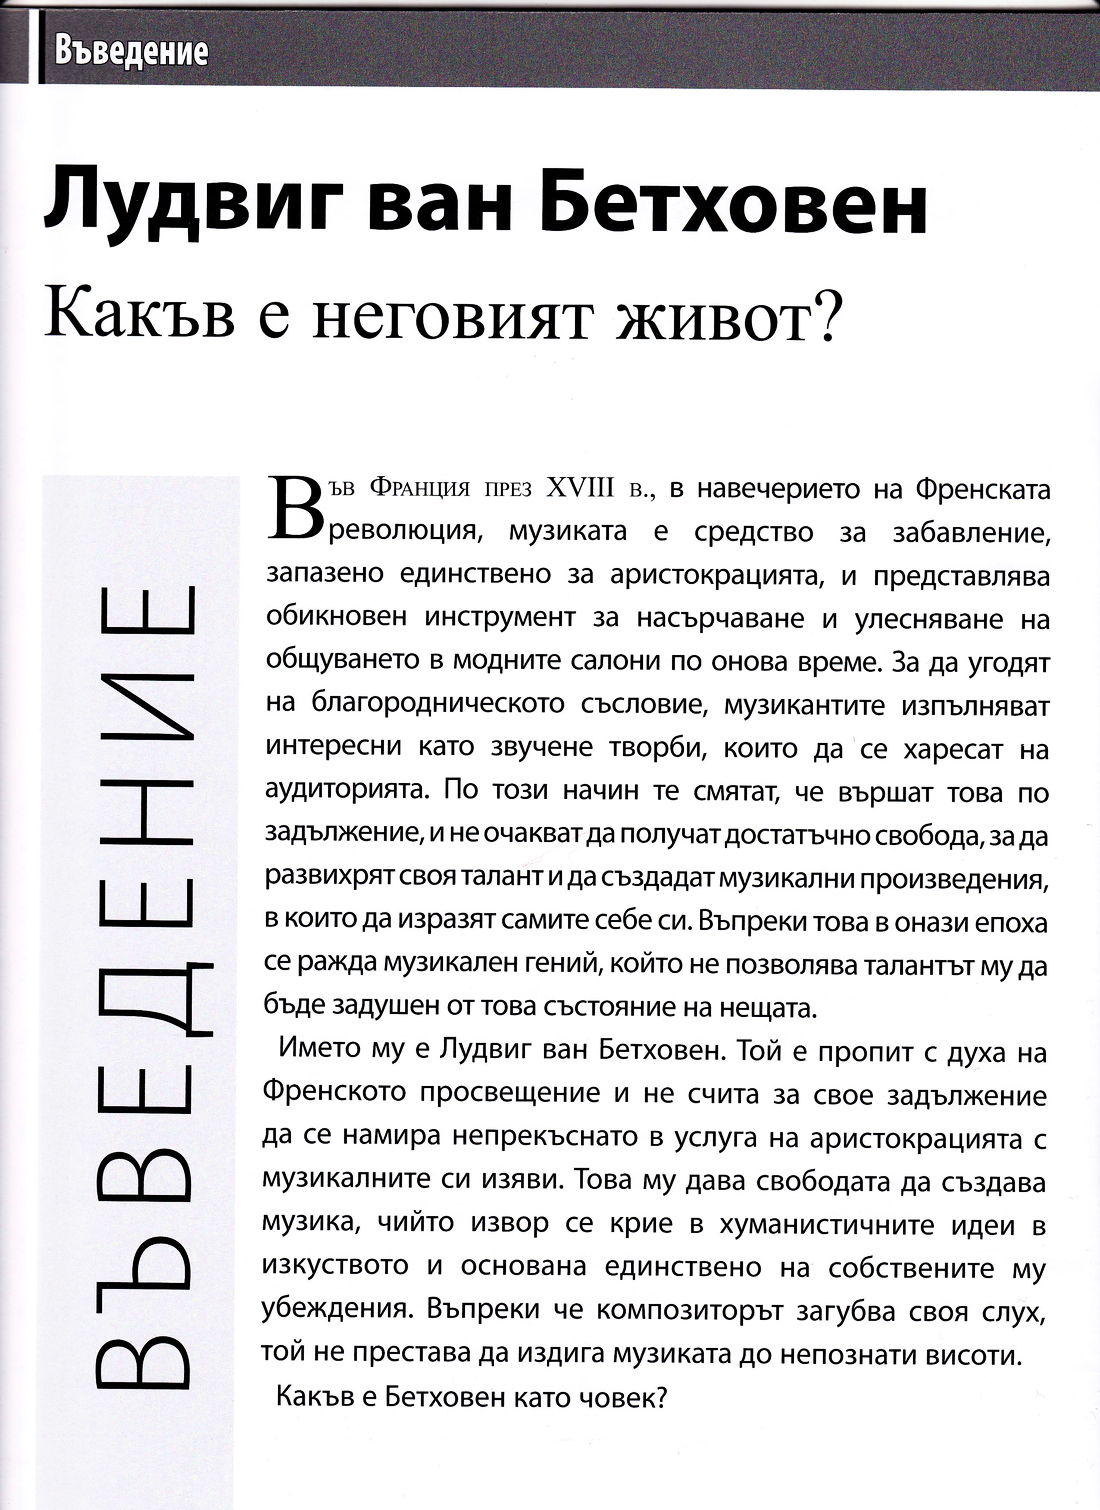 Въведение
Лудвиг ван Бетховен
Какъв е неговият живот?
ВЪВЕДЕНИЕ
Във Франция през XVIII в., в навечерието на Френската
революция, музиката е средство за забавление,
запазено единствено за аристокрацията, и представлява
обикновен инструмент за насърчаване и улесняване на
общуването в модните салони по онова време. За да угодят
на благородническото съсловие, музикантите изпълняват
интересни като звучене творби, които да се харесат на
аудиторията. По този начин те смятат, че вършат това по
задължение, и не очакват да получат достатъчно свобода, за да
развихрят своя талант и да създадат музикални произведения,
в които да изразят самите себе си. Въпреки това в онази епоха
се ражда музикален гений, който не позволява талантът му да
бъде задушен от това състояние на нещата.
Името му е Лудвиг ван Бетховен. Той е пропит с духа на
Френското просвещение и не счита за свое задължение
да се намира непрекъснато в услуга на аристокрацията с
музикалните си изяви. Това му дава свободата да създава
музика, чийто извор се крие в хуманистичните идеи в
изкуството и основана единствено на собствените му
убеждения. Въпреки че композиторът загубва своя слух,
той не престава да издига музиката до непознати висоти.
Какъв е Бетховен като човек?